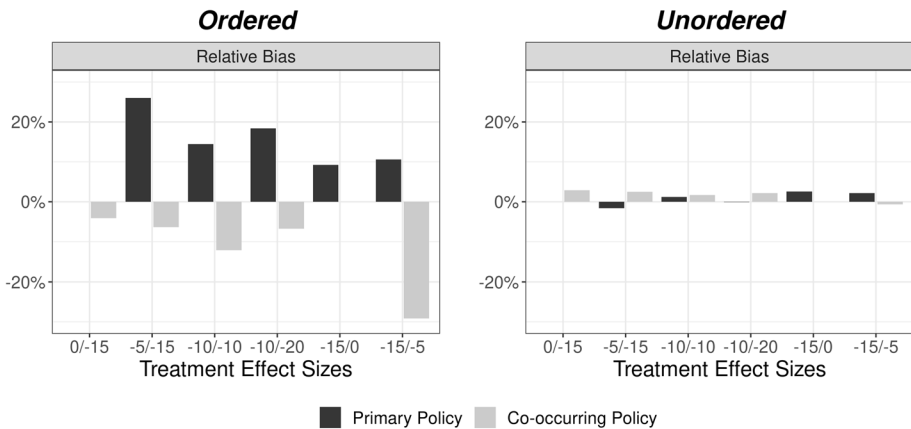 Ordered
Relative Bias
20%
0%
-20%
0/-15 -5/-15 -10/-10 -10/-20 -15/0 -15/-5
Treatment Effect Sizes
Unordered
Relative Bias
20%
0%
-20%
0/-15 -5/-15 -10/-10 -10/-20 -15/0 -15/-5
Treatment Effect Sizes
Primary Policy Co-occurring Policy